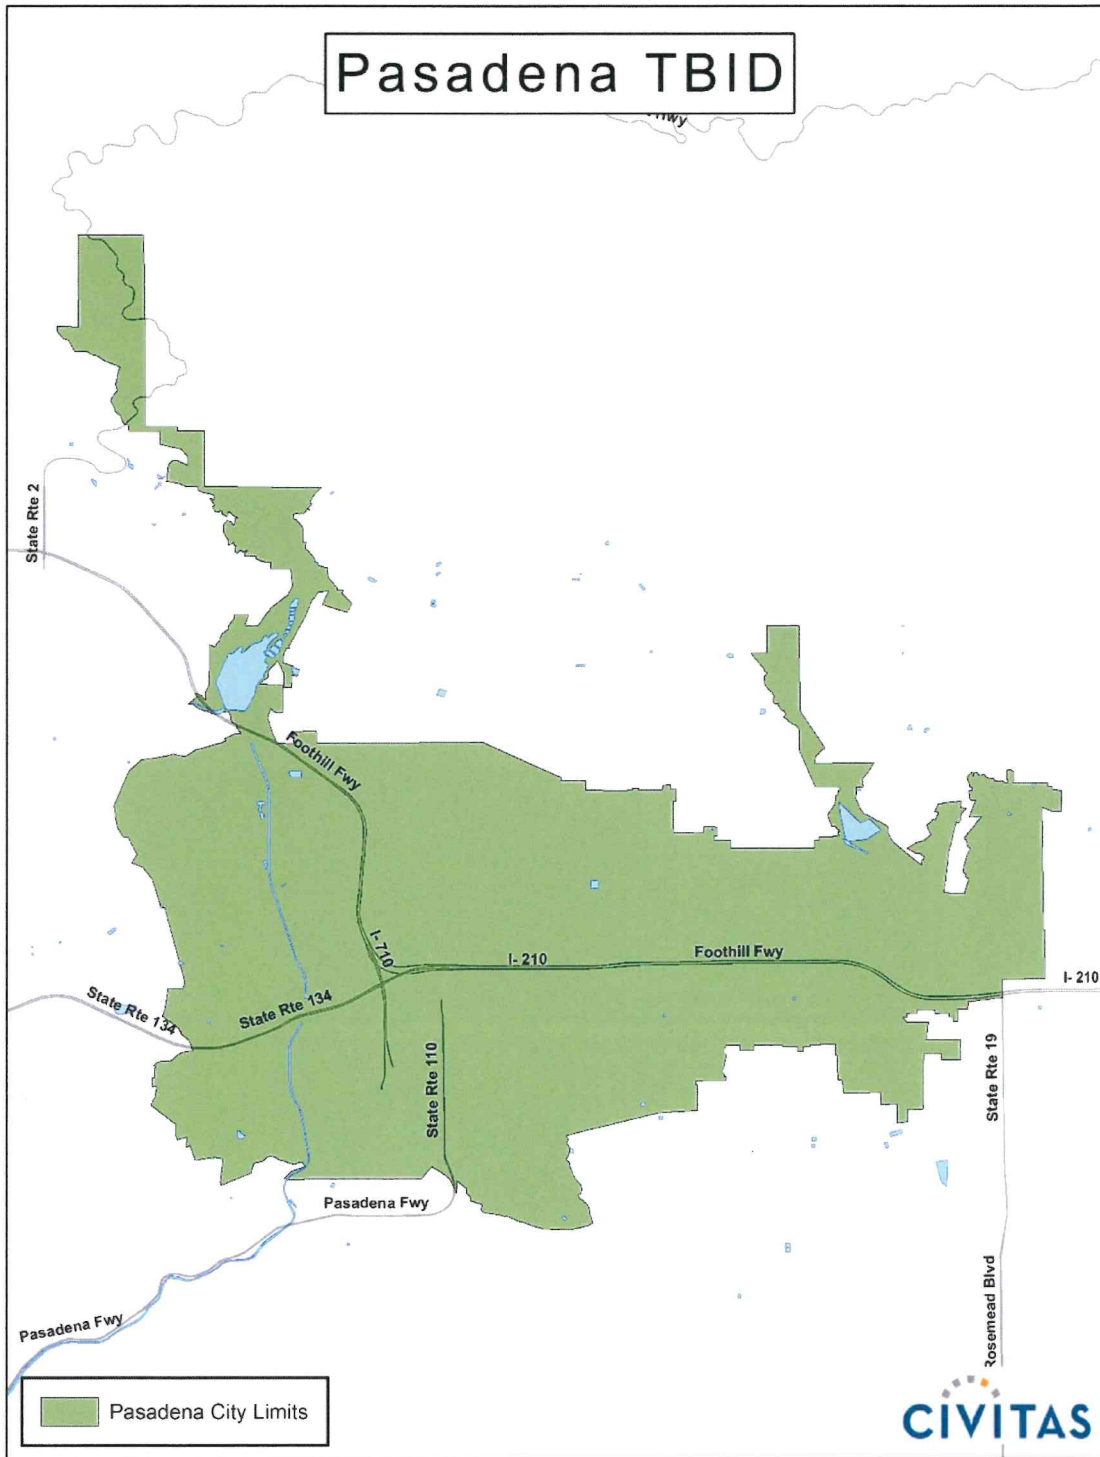 Pasadena TBID
Hwy
State Rte 2
Foothill Fwy
I- 710
I- 210
Foothill Fwy
I- 210
State Rte 134
State Rte 134
State Rte 110
State Rte 19
Pasadena Fwy
Rosemead Blvd
Pasadena Fwy
Pasadena City Limits
CIVITAS